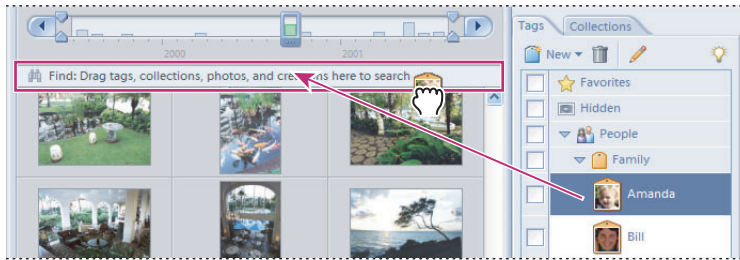 Tags Collections
2000 2001
New
Find: Drag tags, collections, photos, and creations here to search
Favorites
Hidden
People
Family
Amanda
Bill